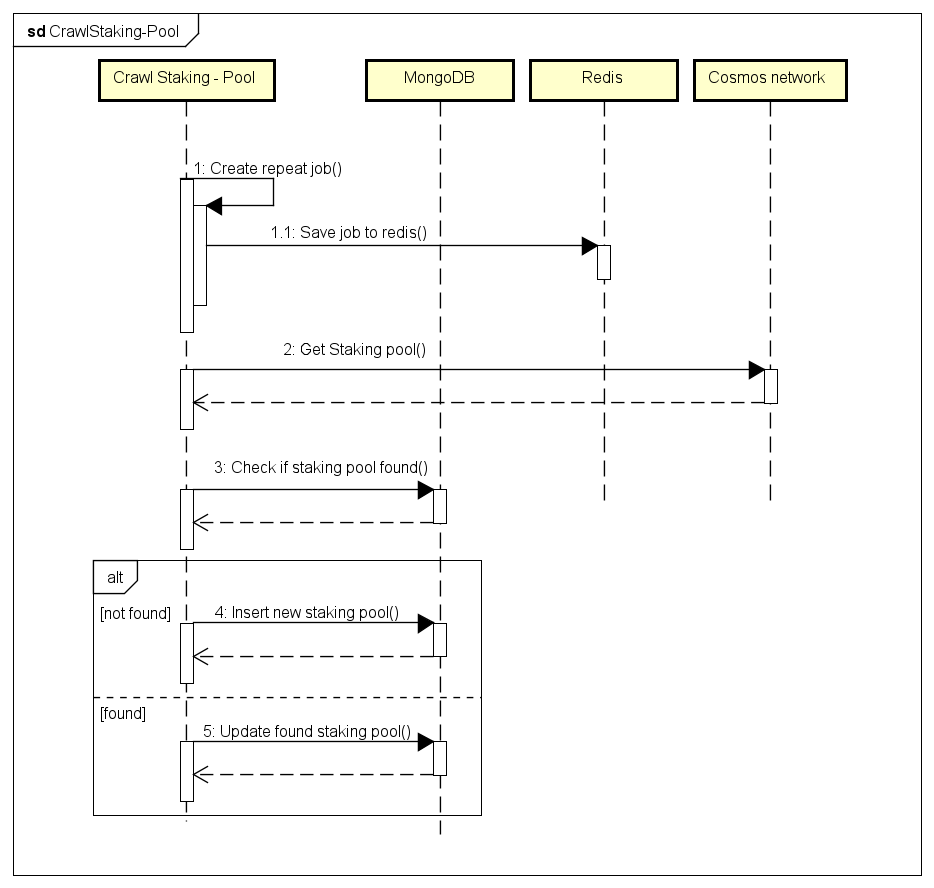 sd CrawlStaking-Pool
Crawl Staking - Pool
MongoDB
Redis
Cosmos network
1: Create repeat job()
1.1: Save job to redis()
2: Get Staking pool()
3: Check if staking pool found()
alt
[not found]
4: Insert new staking pool()
[found]
5: Update found staking pool()